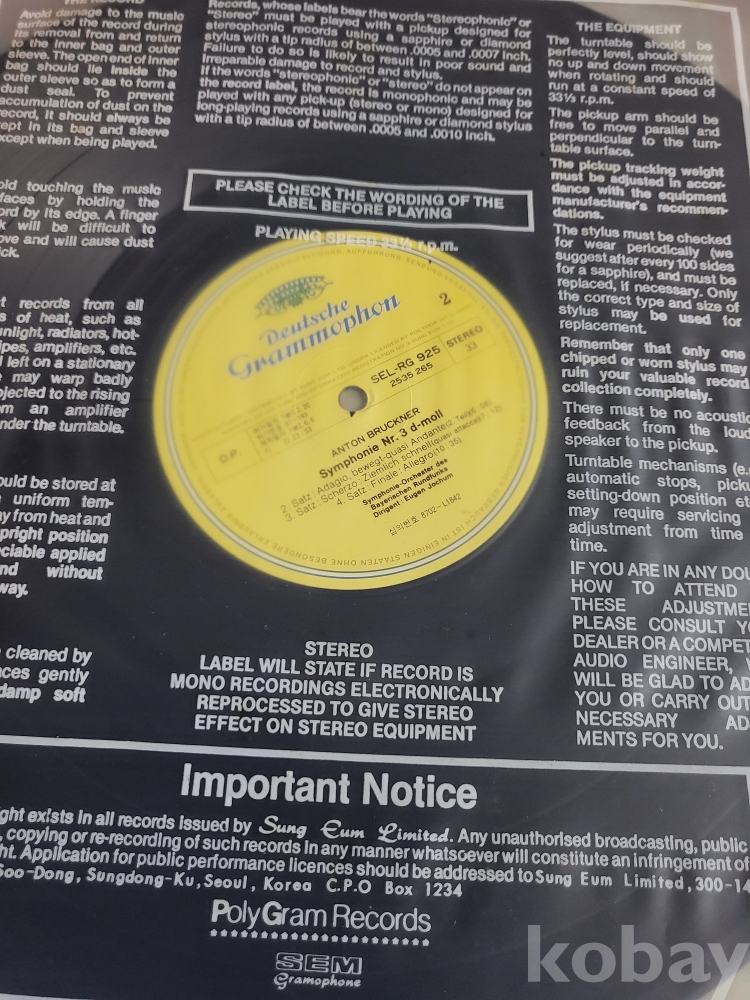 THE RECORD
Avoid damage to the music
surface of the record during
its removal from and return
to the inner bag and outer
sleeve. The open end of inner
bag should lie inside the
outer sleeve so as to form a
dust seal. To prevent
accumulation of dust on the
record, it should always be
kept in its bag and sleeve
except when being played.
touching the music
by holding the
by its edge. A finger
will be difficult to
and will cause dust
records from all
of heat, such as
radiators, hot-
amplifiers, etc.
left on a stationary
may warp badly
to the rising
an amplifier
under the turntable.
be stored at
uniform tem-
from heat and
position
applied
without
cleaned by
gently
damp soft
Records, whose labels bear the words "Stereophonic" or
"Stereo" must be played with a pickup designed for
stereophonic records using a sapphire or diamond
stylus with a tip radius of between .0005 and .0007 inch.
Failure to do so is likely to result in poor sound and
irreparable damage to record and stylus.
If the words "stereophonic" or "stereo" do not appear on
the record label, the record is monophonic and may be
played with any pick-up (stereo or mono) designed for
long-playing records using a sapphire or diamond stylus
with a tip radius of between .0005 and .0010 inch.
PLEASE CHECK THE WORDING OF THE
LABEL BEFORE PLAYING
PLAYING SPEED 33⅓ r.p.m.
Deutsche
Grammophon
2
SEL-RG 925
2535 265
STEREO
33
D.P.
ANTON BRUCKNER
Symphonie Nr. 3 d-moll
2. Satz: Adagio, bewegt-quasi Andante
3. Satz: Scherzo: Ziemlich schnell
4. Satz: Finale: Allegro(10:35)
Symphonie-Orchester des
Bayerischen Rundfunks
Dirigent: Eugen Jochum
심의번호 8702-L1842
STEREO
LABEL WILL STATE IF RECORD IS
MONO RECORDINGS ELECTRONICALLY
REPROCESSED TO GIVE STEREO
EFFECT ON STEREO EQUIPMENT
THE EQUIPMENT
The turntable should be
perfectly level, should show
no up and down movement
when rotating and should
run at a constant speed of
33⅓ r.p.m.
The pickup arm should be
free to move parallel and
perpendicular to the turn-
table surface.
The pickup tracking weight
must be adjusted in accor-
dance with the equipment
manufacturer's recommen-
dations.
The stylus must be checked
for wear periodically (we
suggest after every 100 sides
for a sapphire), and must be
replaced, if necessary. Only
the correct type and size of
stylus may be used for
replacement.
Remember that only one
chipped or worn stylus may
ruin your valuable record
collection completely.
There must be no acoustic
feedback from the loud
speaker to the pickup.
Turntable mechanisms (e.
automatic stops, pick
setting-down position et
may require servicing
adjustment from time
time.
IF YOU ARE IN ANY DOU
HOW TO ATTEND
THESE ADJUSTME
PLEASE CONSULT Y
DEALER OR A COMPET
AUDIO ENGINEER,
WILL BE GLAD TO AD
YOU OR CARRY OUT
NECESSARY AD
MENTS FOR YOU.
Important Notice
ght exists in all records issued by Sung Eum Limited. Any unauthorised broadcasting, public
, copying or re-recording of such records in any manner whatsoever will constitute an infringement of
ht. Application for public performance licences should be addressed to Sung Eum Limited, 300-14
Soo-Dong, Sungdong-Ku, Seoul, Korea C.P.O Box 1234
PolyGram Records
SEM
Gramophone
kobay